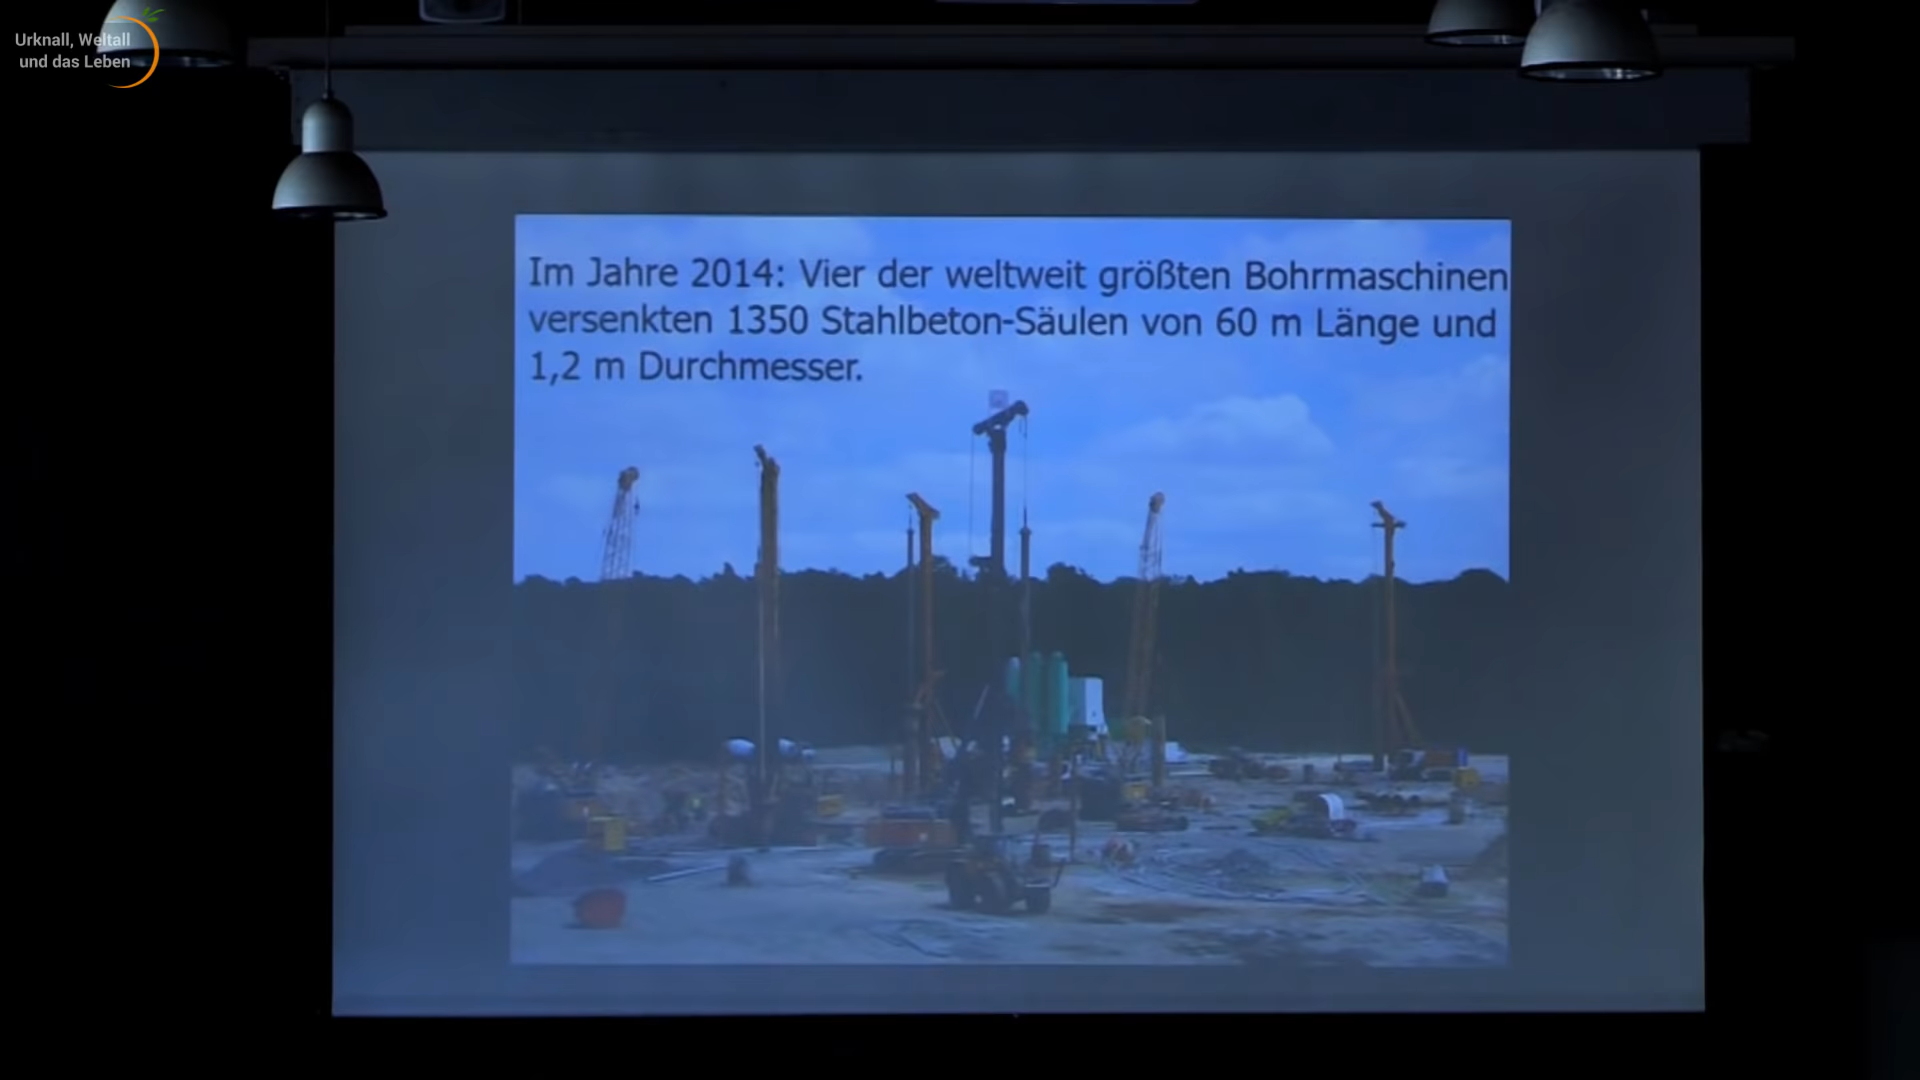 Urknall, Weltall
und das Leben
Im Jahre 2014: Vier der weltweit größten Bohrmaschinen
versenkten 1350 Stahlbeton-Säulen von 60 m Länge und
1,2 m Durchmesser.